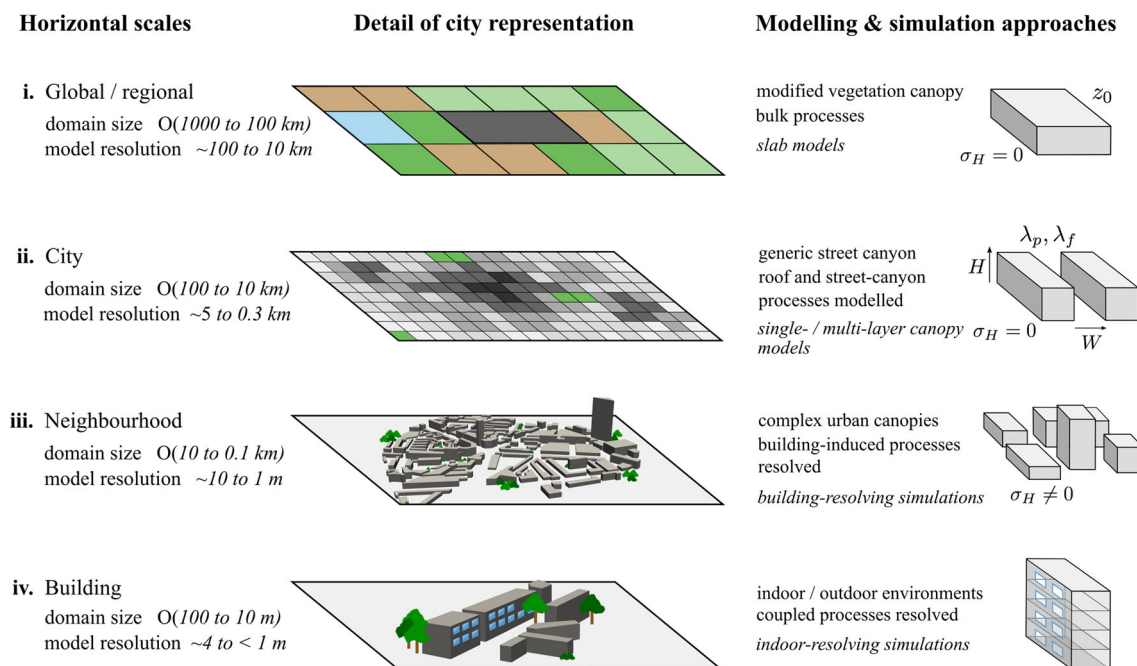 Horizontal scales
Detail of city representation
Modelling & simulation approaches
i. Global / regional
domain size O(1000 to 100 km)
model resolution ~100 to 10 km
modified vegetation canopy
bulk processes
slab models
z₀
σ_H = 0
ii. City
domain size O(100 to 10 km)
model resolution ~5 to 0.3 km
generic street canyon
roof and street-canyon
processes modelled
single- / multi-layer canopy
models
λ_p, λ_f
H
σ_H = 0
W
iii. Neighbourhood
domain size O(10 to 0.1 km)
model resolution ~10 to 1 m
complex urban canopies
building-induced processes
resolved
building-resolving simulations
σ_H ≠ 0
iv. Building
domain size O(100 to 10 m)
model resolution ~4 to < 1 m
indoor / outdoor environments
coupled processes resolved
indoor-resolving simulations